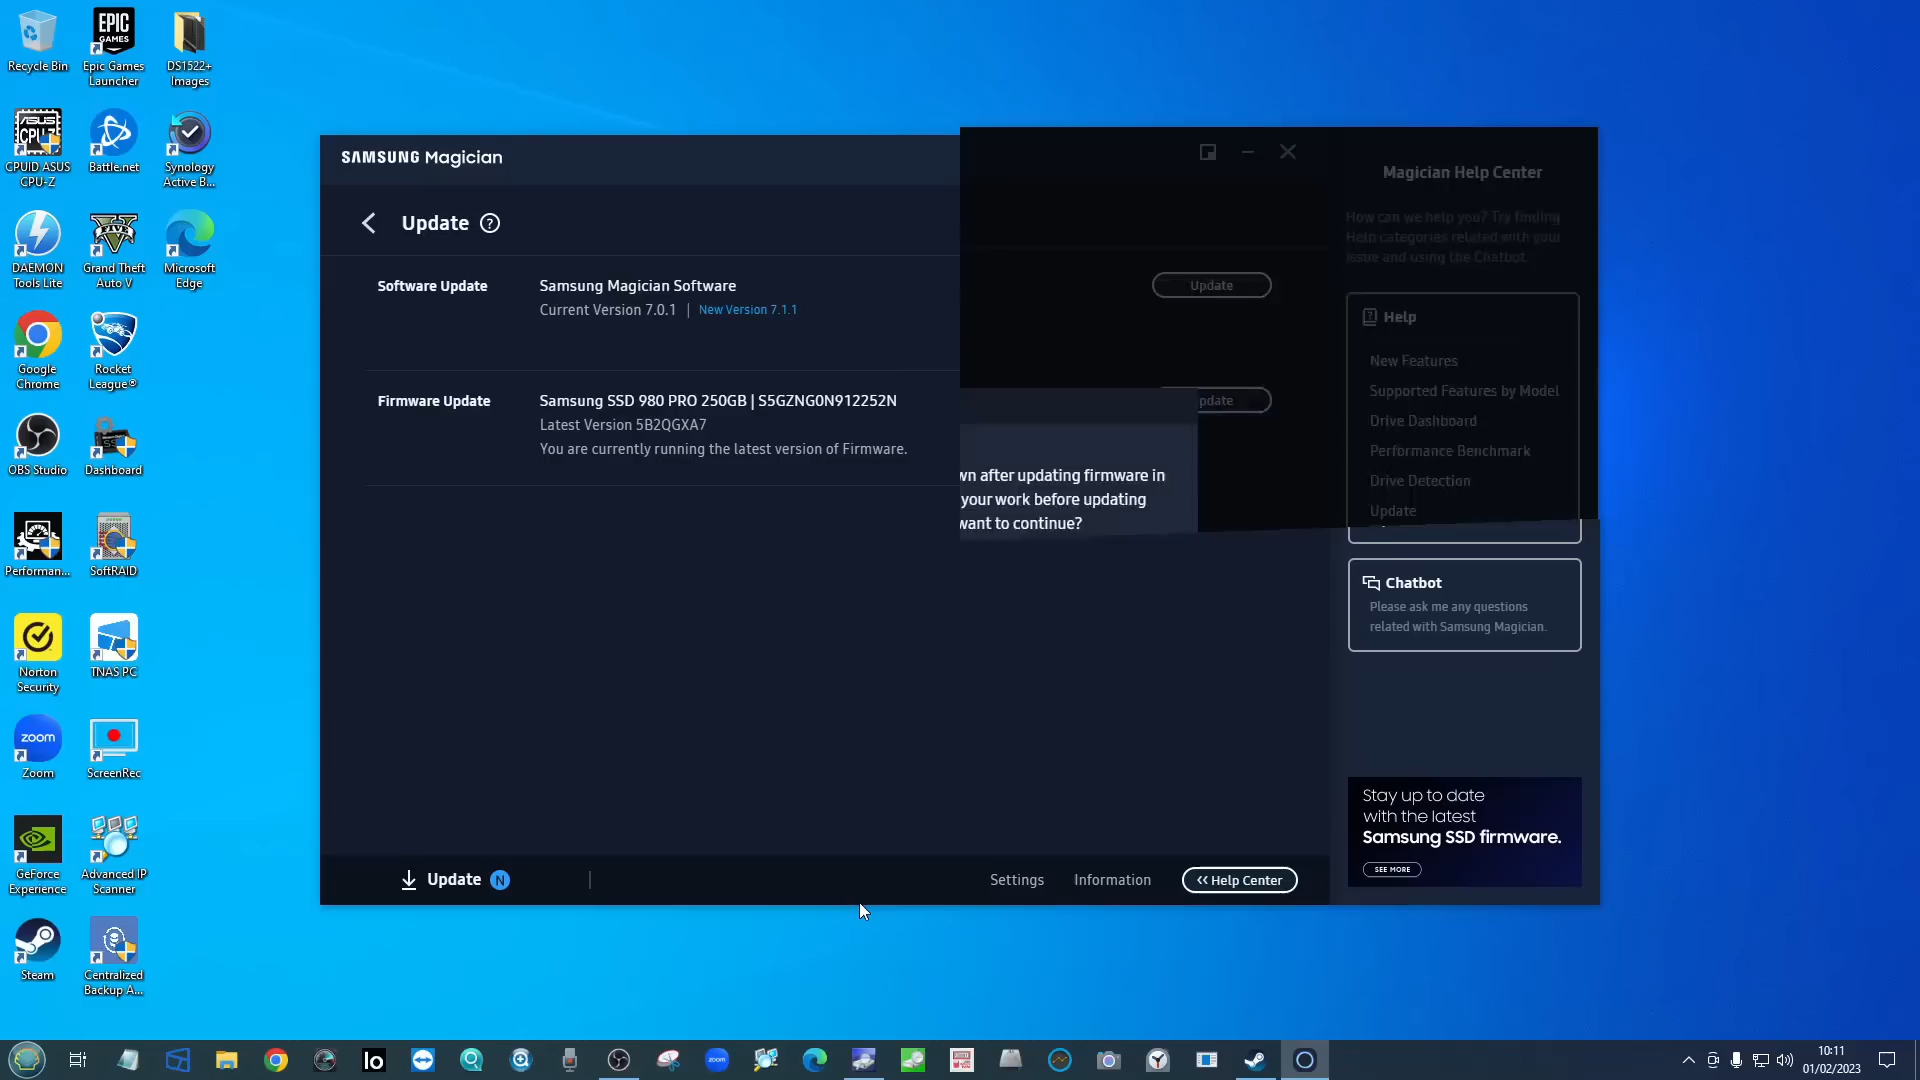 Recycle Bin
Epic Games
Launcher
DS1522+
Images
CPUID ASUS
CPU-Z
Battle.net
Synology
Active B...
DAEMON
Tools Lite
Grand Theft
Auto V
Microsoft
Edge
Google
Chrome
Rocket
League®
OBS Studio
Dashboard
Performan...
SoftRAID
Norton
Security
TNAS PC
zoom
Zoom
ScreenRec
GeForce
Experience
Advanced IP
Scanner
Steam
Centralized
Backup A...
SAMSUNG Magician
Update ?
Software Update
Samsung Magician Software
Current Version 7.0.1 | New Version 7.1.1
Update
Firmware Update
Samsung SSD 980 PRO 250GB | S5GZNG0N912252N
Latest Version 5B2QGXA7
You are currently running the latest version of Firmware.
pdate
wn after updating firmware in
your work before updating
want to continue?
Magician Help Center
How can we help you? Try finding
Help categories related with your
issue and using the Chatbot.
Help
New Features
Supported Features by Model
Drive Dashboard
Performance Benchmark
Drive Detection
Update
Chatbot
Please ask me any questions
related with Samsung Magician.
Stay up to date
with the latest
Samsung SSD firmware.
SEE MORE
Update N
Settings
Information
Help Center
10:11
01/02/2023